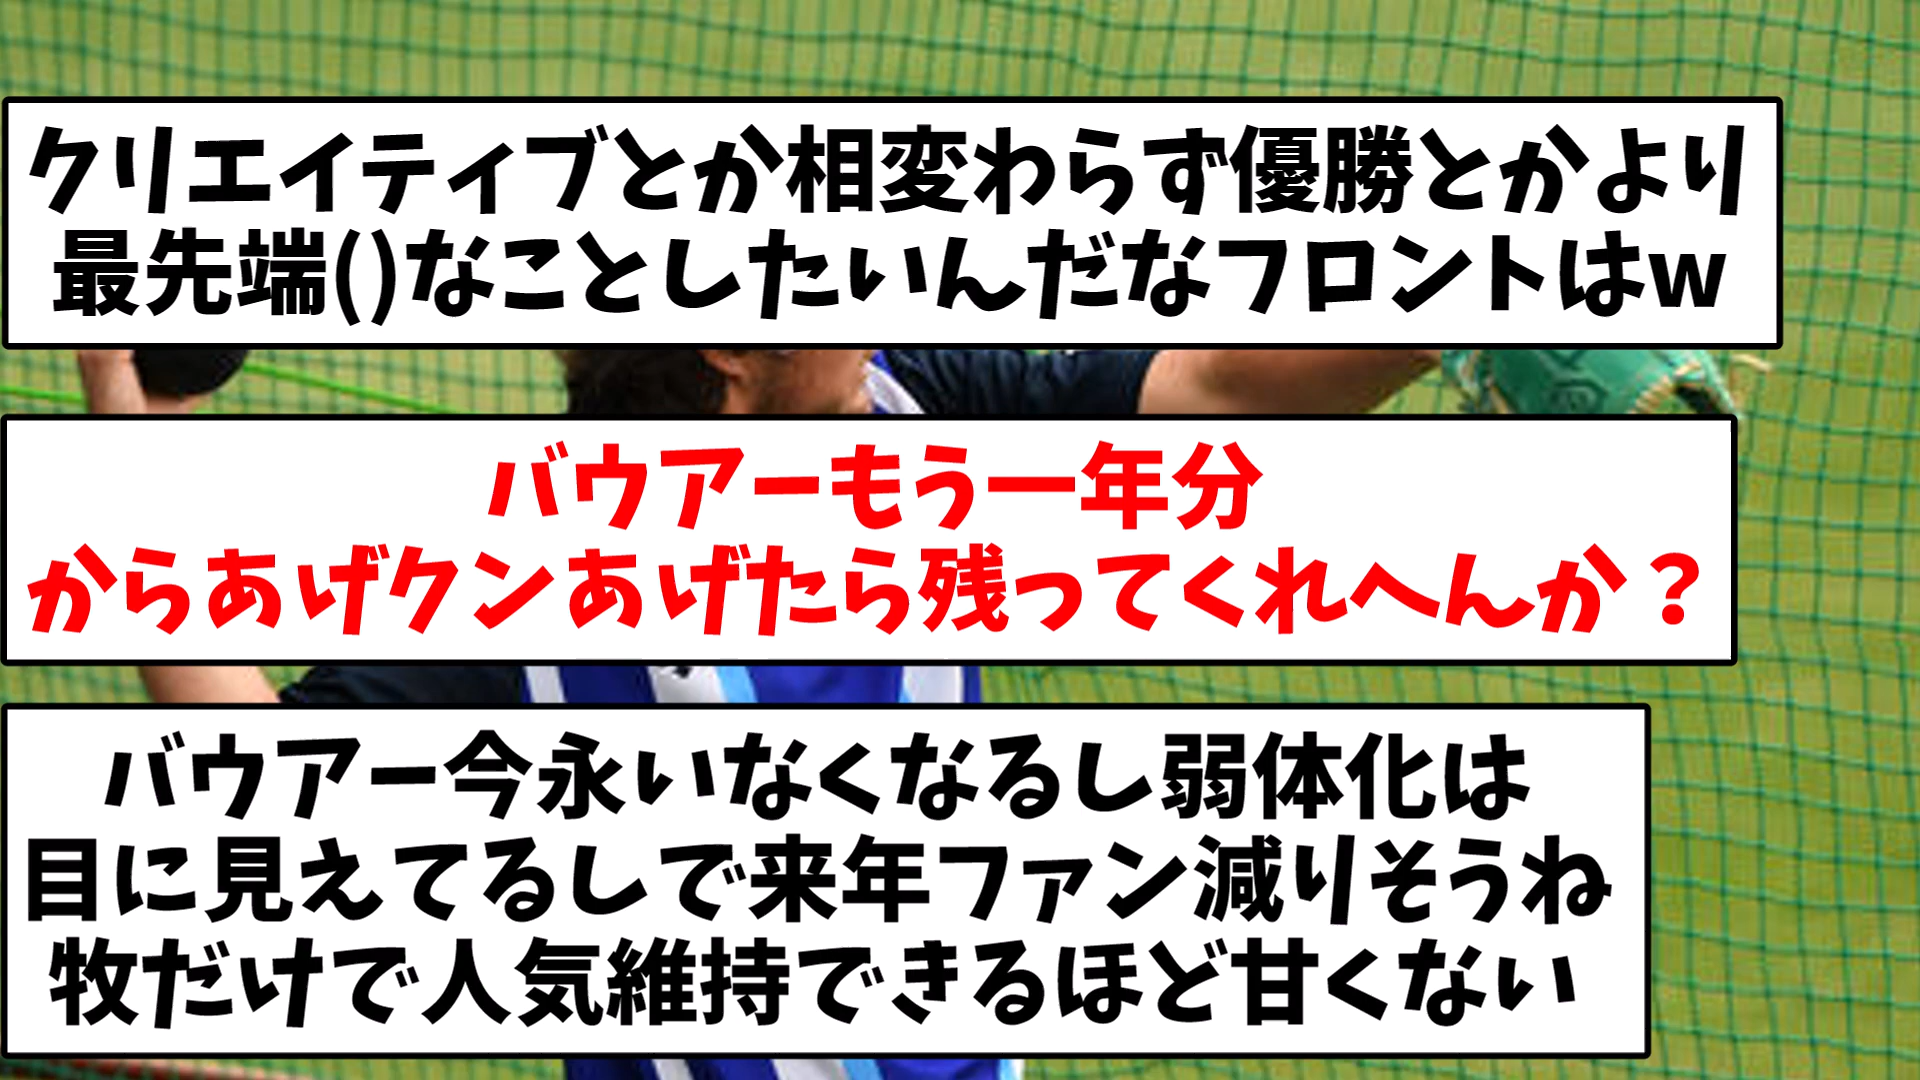 クリエイティブとか相変わらず優勝とかより
最先端()なことしたいんだなフロントはw
バウアーもう一年分
からあげクンあげたら残ってくれへんか？
バウアー今永いなくなるし弱体化は
目に見えてるしで来年ファン減りそうね
牧だけで人気維持できるほど甘くない